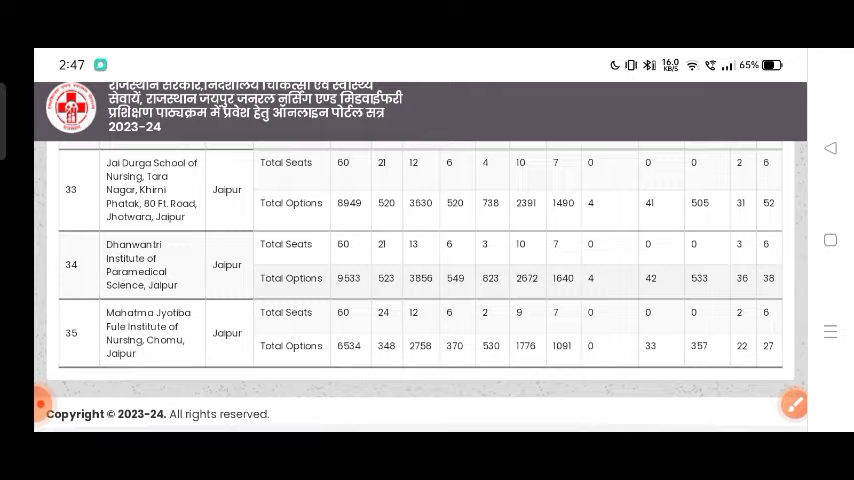 2:47 16.0 KB/S 65%
राजस्थान सरकार,निदेशालय चिकित्सा एवं स्वास्थ्य
सेवायें, राजस्थान जयपुर जनरल नर्सिंग एण्ड मिडवाईफरी
प्रशिक्षण पाठ्यक्रम में प्रवेश हेतु ऑनलाइन पोर्टल सत्र
2023-24
33 Jai Durga School of Nursing, Tara Nagar, Khirni Phatak, 80 Ft. Road, Jhotwara, Jaipur Jaipur Total Seats 60 21 12 6 4 10 7 0 0 0 2 6
Total Options 8949 520 3630 520 738 2391 1490 4 41 505 31 52
34 Dhanwantri Institute of Paramedical Science, Jaipur Jaipur Total Seats 60 21 13 6 3 10 7 0 0 0 3 6
Total Options 9533 523 3856 549 823 2672 1640 4 42 533 36 38
35 Mahatma Jyotiba Fule Institute of Nursing, Chomu, Jaipur Jaipur Total Seats 60 24 12 6 2 9 7 0 0 0 2 6
Total Options 6534 348 2758 370 530 1776 1091 0 33 357 22 27
Copyright © 2023-24. All rights reserved.